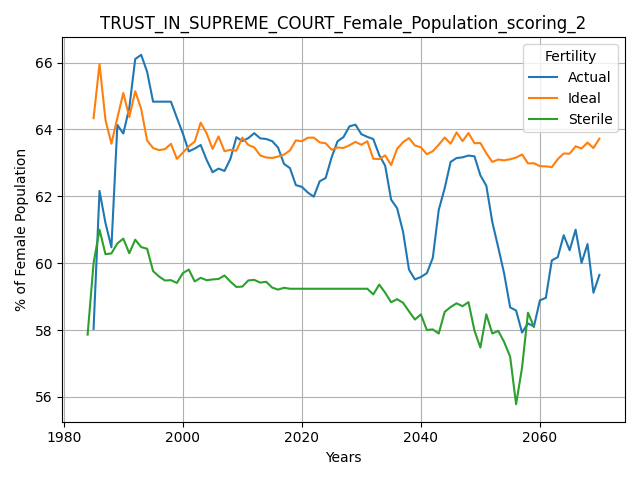 TRUST_IN_SUPREME_COURT_Female_Population_scoring_2
Fertility
Actual
Ideal
Sterile
% of Female Population
66
64
62
60
58
56
1980
2000
2020
2040
2060
Years